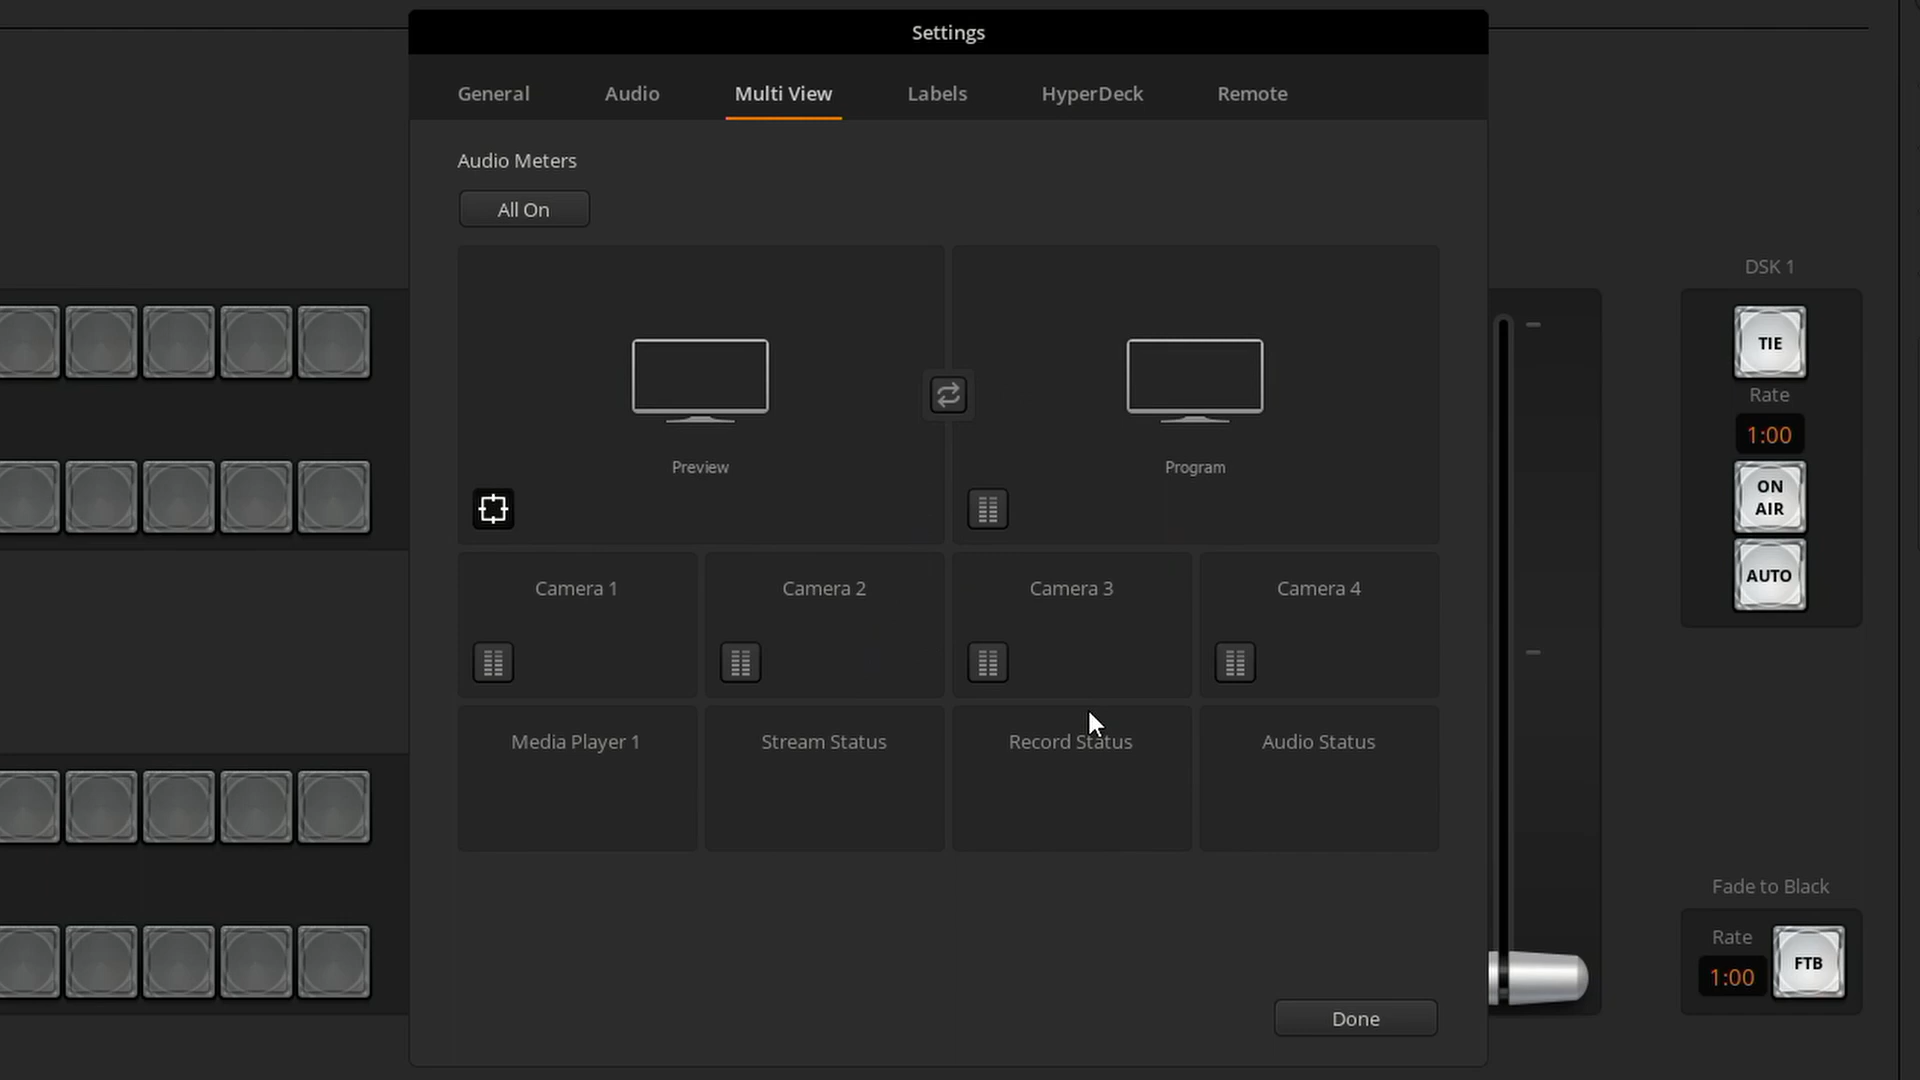 Settings
General Audio Multi View Labels HyperDeck Remote
Audio Meters
All On
Preview Program
Camera 1 Camera 2 Camera 3 Camera 4
Media Player 1 Stream Status Record Status Audio Status
Done
DSK 1
TIE
Rate
1:00
ON
AIR
AUTO
Fade to Black
Rate
1:00
FTB